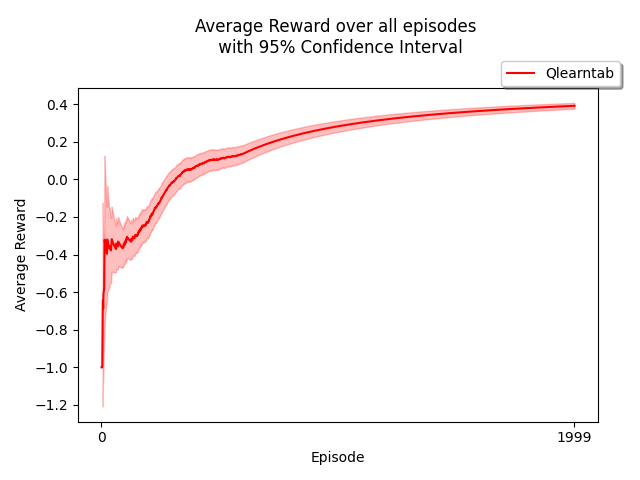 Average Reward over all episodes
with 95% Confidence Interval
Qlearntab
0.4
0.2
0.0
−0.2
−0.4
−0.6
−0.8
−1.0
−1.2
Average Reward
0
1999
Episode